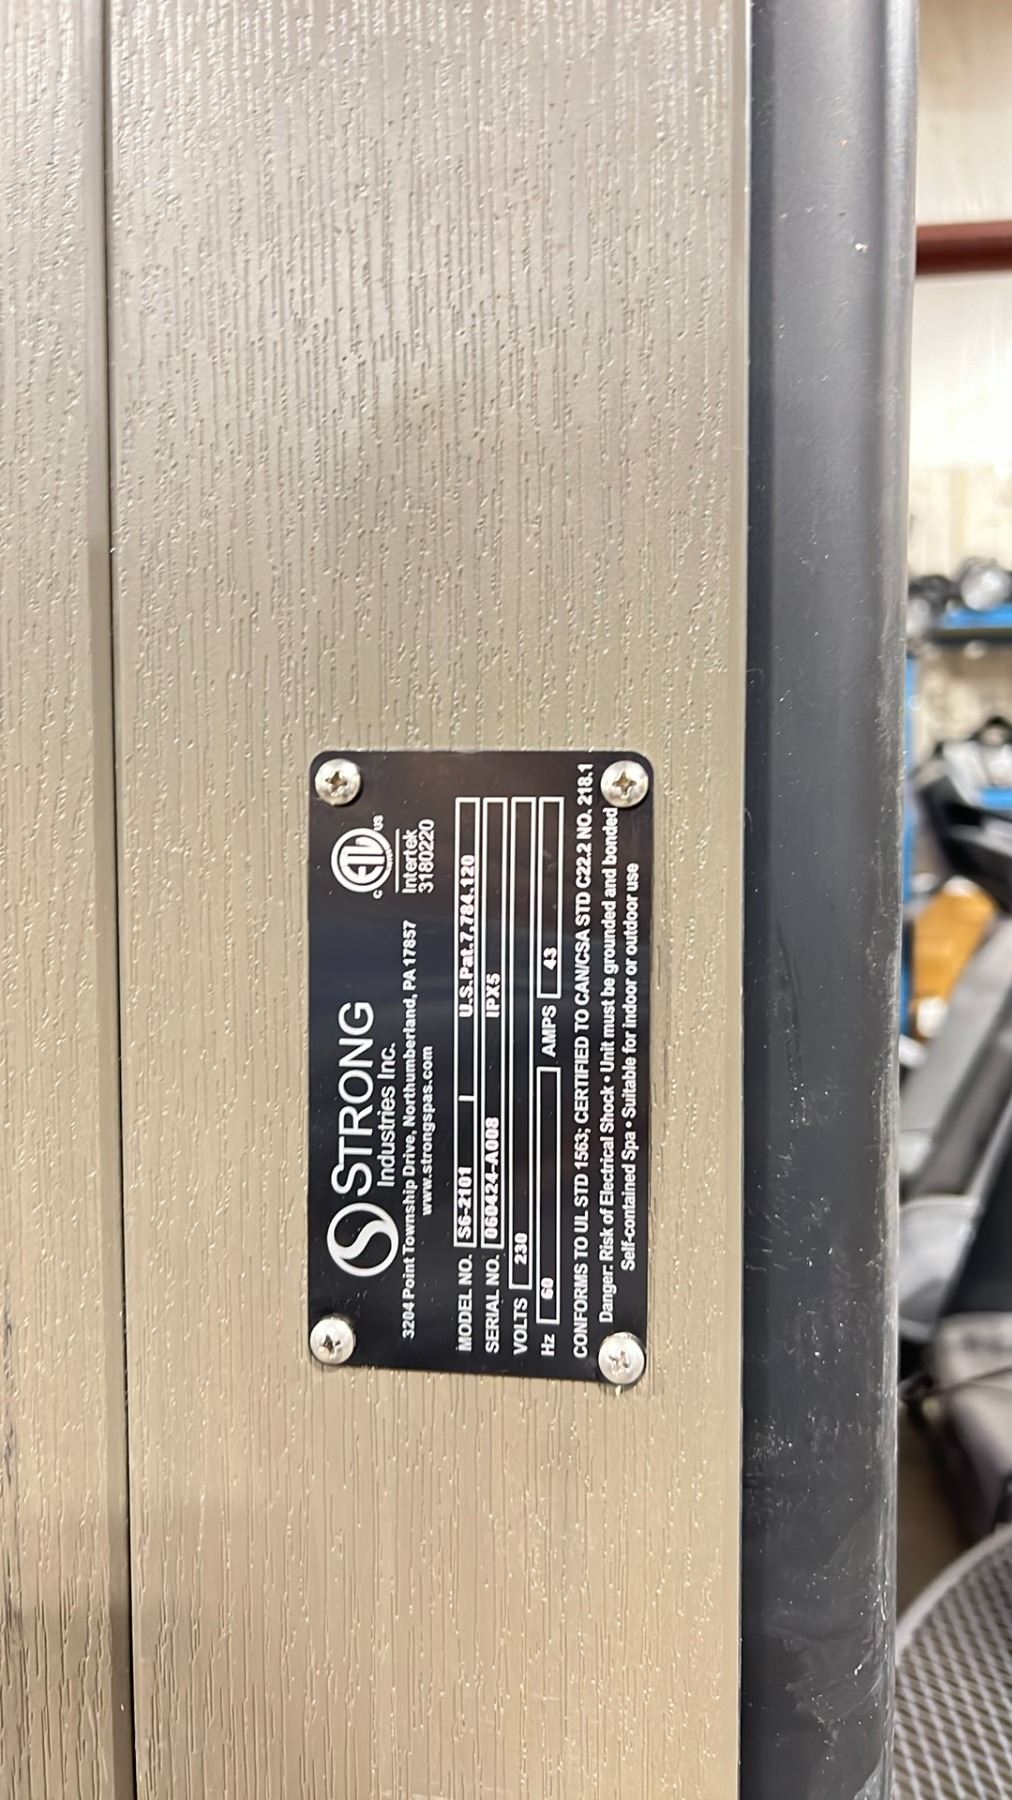 STRONG
Industries Inc.
3204 Point Township Drive, Northumberland, PA 17857
www.strongspas.com
C ETL US
Intertek
3180220
MODEL NO. S6-2101 | U.S.Pat.7,784,120
SERIAL NO. 060424-A008 IPX5
VOLTS 230
Hz 60 AMPS 43
CONFORMS TO UL STD 1563; CERTIFIED TO CAN/CSA STD C22.2 NO. 218.1
Danger: Risk of Electrical Shock • Unit must be grounded and bonded
Self-contained Spa • Suitable for indoor or outdoor use